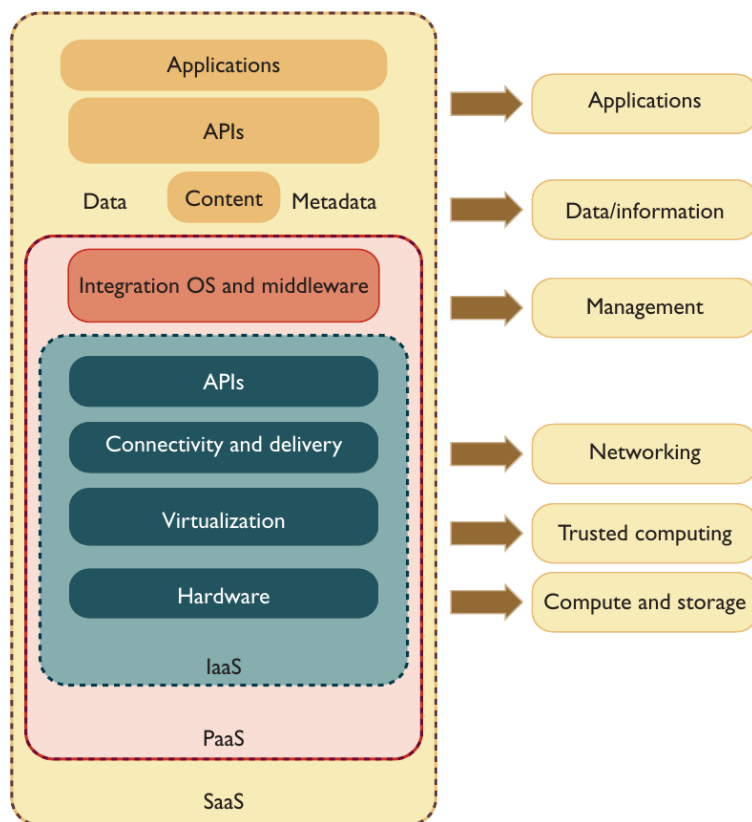 Applications
APIs
Data
Content
Metadata
Integration OS and middleware
APIs
Connectivity and delivery
Virtualization
Hardware
IaaS
PaaS
SaaS
Applications
Data/information
Management
Networking
Trusted computing
Compute and storage